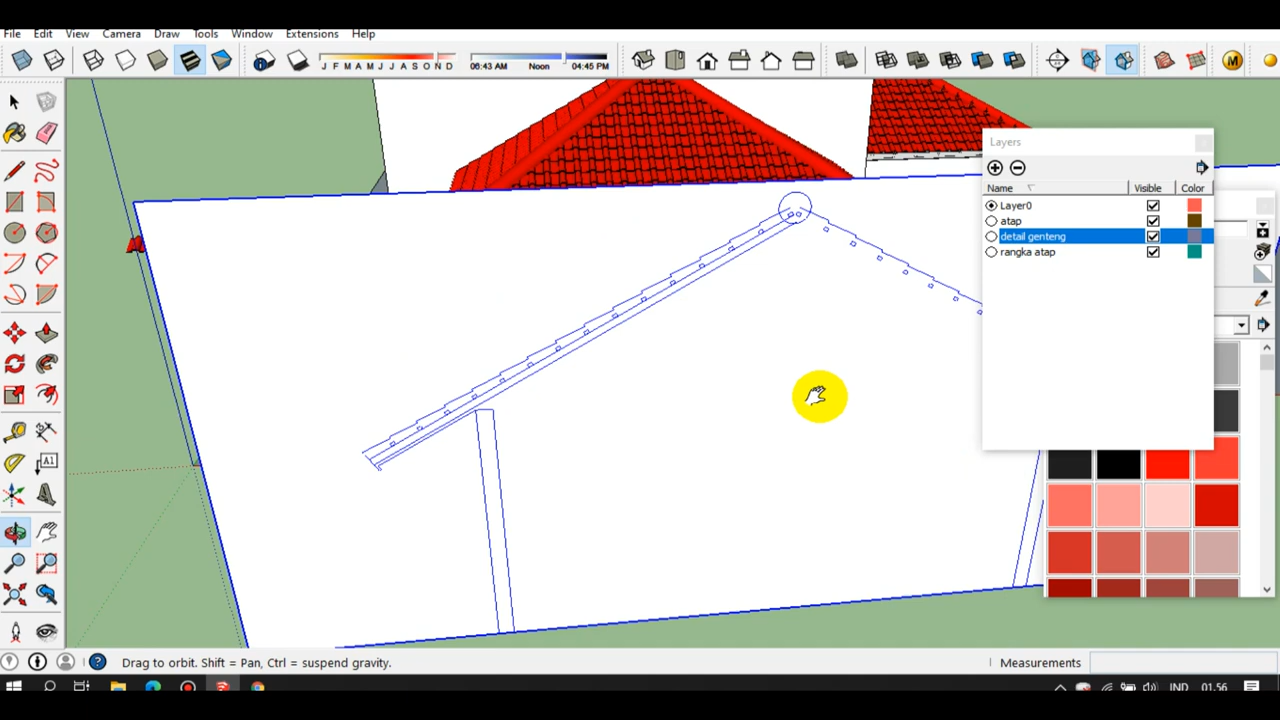 File Edit View Camera Draw Tools Window Extensions Help
J F M A M J J A S O N D
06:43 AM Noon 04:45 PM
M
Layers
Name Visible Color
Layer0
atap
detail genteng
rangka atap
A1
Drag to orbit. Shift = Pan, Ctrl = suspend gravity.
Measurements
IND 01.56